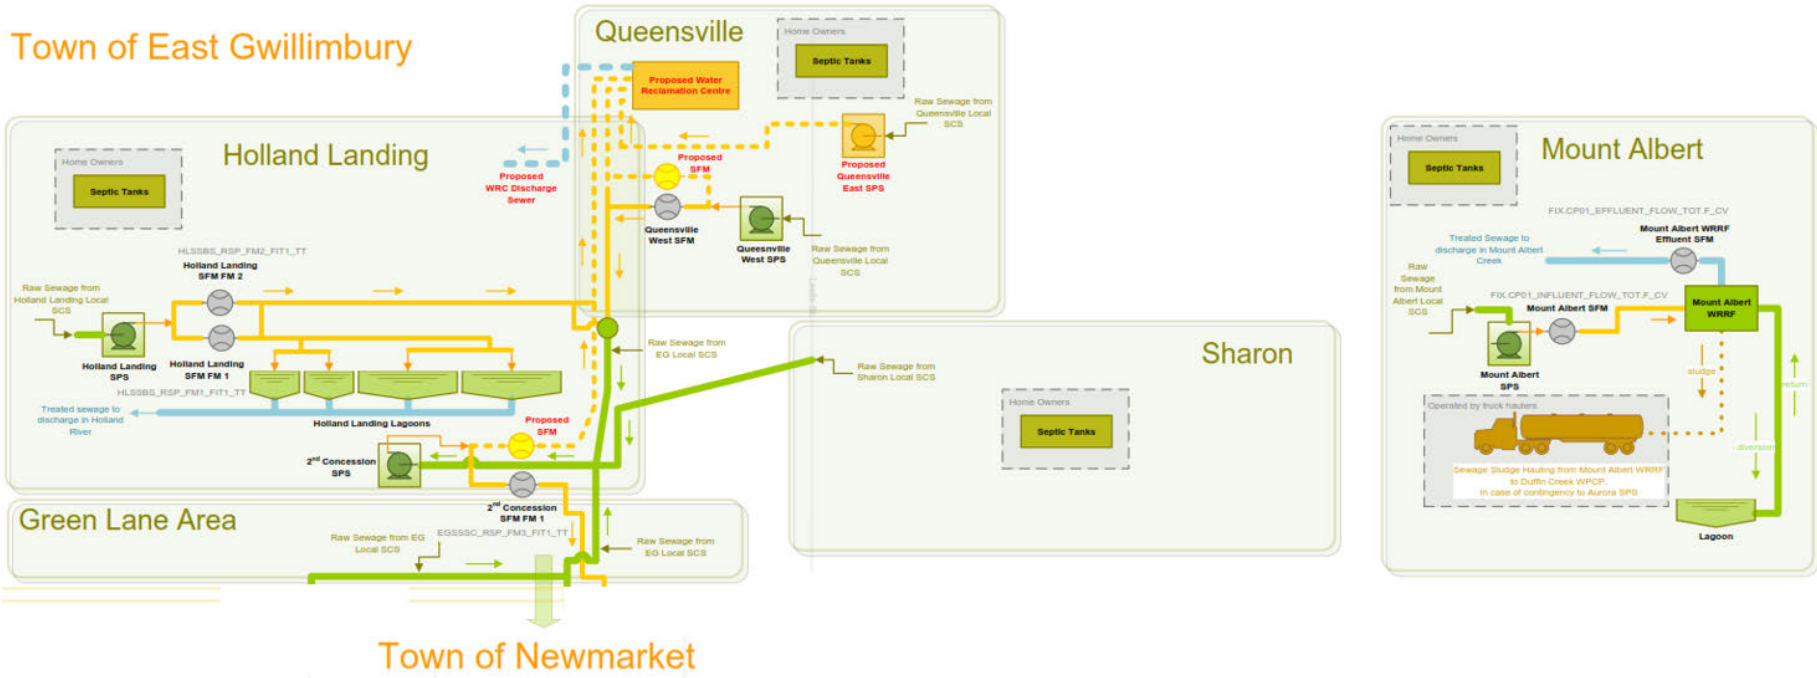 Town of East Gwillimbury
Queensville
Home Owners
Septic Tanks
Proposed Water
Reclamation Centre
Raw Sewage from
Queensville Local
SCS
Proposed
Queensville
East SPS
Proposed
SFM
Proposed
WRC Discharge
Sewer
Queensville
West SFM
Queesnville
West SPS
Raw Sewage from
Queensville Local
SCS
Holland Landing
Home Owners
Septic Tanks
HLSSBS_RSP_FM2_FIT1_TT
Holland Landing
SFM FM 2
Raw Sewage from
Holland Landing Local
SCS
Holland Landing
SPS
Holland Landing
SFM FM 1
HLSSBS_RSP_FM1_FIT1_TT
Treated sewage to
discharge in Holland
River
Holland Landing Lagoons
Raw Sewage from
EG Local SCS
Proposed
SFM
2nd Concession
SPS
2nd Concession
SFM FM 1
EGSSSC_RSP_FM3_FIT1_TT
Green Lane Area
Raw Sewage from EG
Local SCS
Raw Sewage from
EG Local SCS
Town of Newmarket
Sharon
Raw Sewage from
Sharon Local SCS
Home Owners
Septic Tanks
Mount Albert
Home Owners
Septic Tanks
FIX.CP01_EFFLUENT_FLOW_TOT.F_CV
Mount Albert WRRF
Effluent SFM
Treated Sewage to
discharge in Mount Albert
Creek
Raw
Sewage
from Mount
Albert Local
SCS
FIX.CP01_INFLUENT_FLOW_TOT.F_CV
Mount Albert SFM
Mount Albert
WRRF
Mount Albert
SPS
sludge
return
diversion
Operated by truck haulers
Sewage Sludge Hauling from Mount Albert WRRF
to Duffin Creek WPCP.
In case of contingency to Aurora SPS
Lagoon